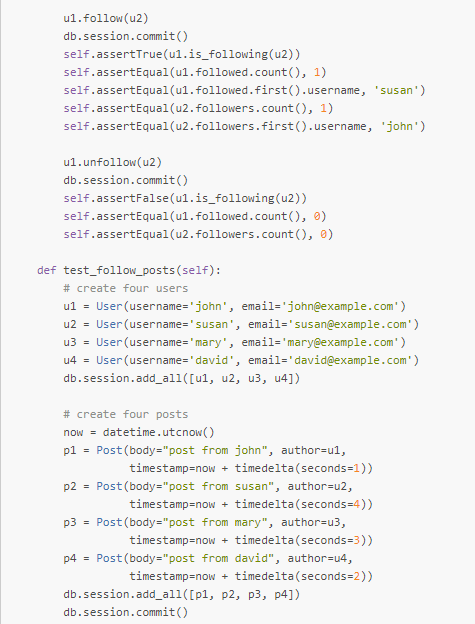 u1.follow(u2)
db.session.commit()
self.assertTrue(u1.is_following(u2))
self.assertEqual(u1.followed.count(), 1)
self.assertEqual(u1.followed.first().username, 'susan')
self.assertEqual(u2.followers.count(), 1)
self.assertEqual(u2.followers.first().username, 'john')

u1.unfollow(u2)
db.session.commit()
self.assertFalse(u1.is_following(u2))
self.assertEqual(u1.followed.count(), 0)
self.assertEqual(u2.followers.count(), 0)

def test_follow_posts(self):
# create four users
u1 = User(username='john', email='john@example.com')
u2 = User(username='susan', email='susan@example.com')
u3 = User(username='mary', email='mary@example.com')
u4 = User(username='david', email='david@example.com')
db.session.add_all([u1, u2, u3, u4])

# create four posts
now = datetime.utcnow()
p1 = Post(body="post from john", author=u1,
timestamp=now + timedelta(seconds=1))
p2 = Post(body="post from susan", author=u2,
timestamp=now + timedelta(seconds=4))
p3 = Post(body="post from mary", author=u3,
timestamp=now + timedelta(seconds=3))
p4 = Post(body="post from david", author=u4,
timestamp=now + timedelta(seconds=2))
db.session.add_all([p1, p2, p3, p4])
db.session.commit()